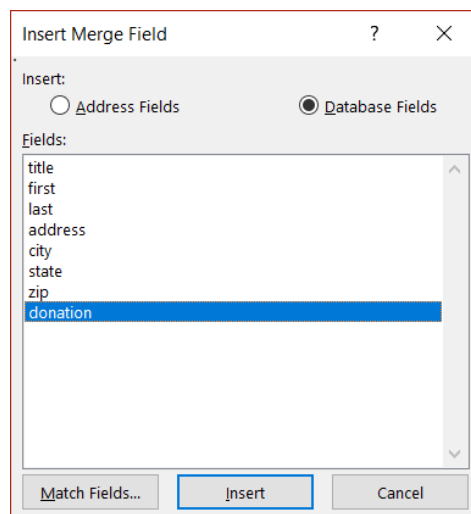 Insert Merge Field ? ×
Insert:
Address Fields Database Fields
Fields:
title
first
last
address
city
state
zip
donation
Match Fields... Insert Cancel